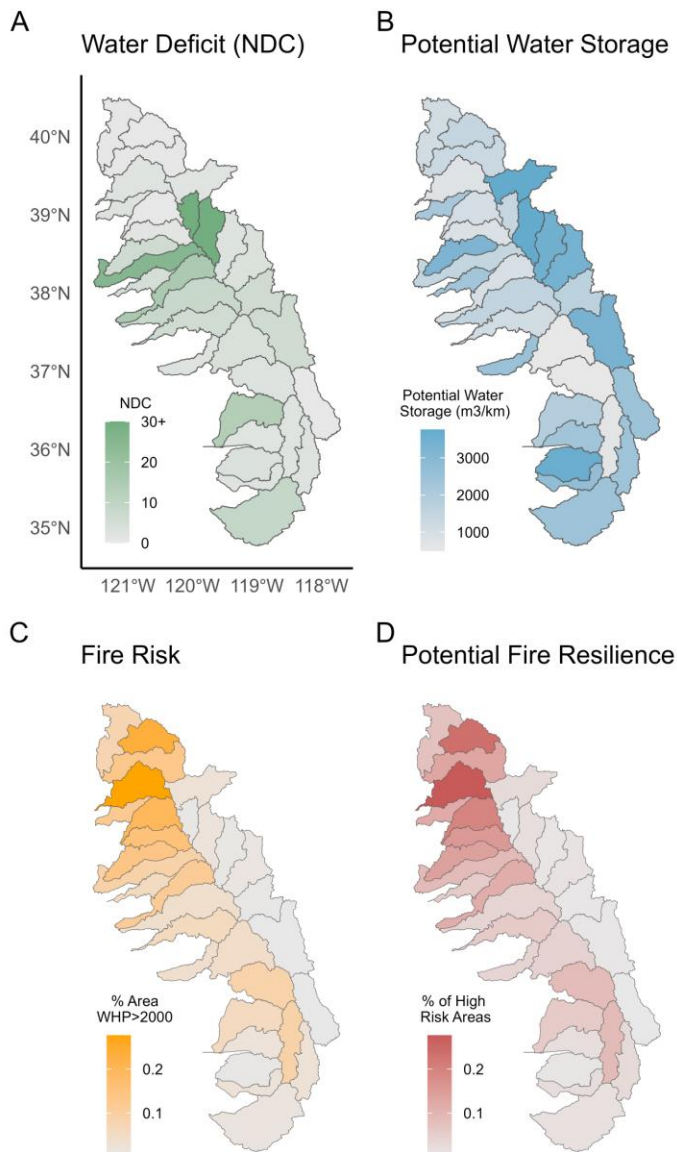 A
Water Deficit (NDC)
B
Potential Water Storage
40°N
39°N
38°N
37°N
36°N
35°N
NDC
30+
20
10
0
121°W 120°W 119°W 118°W
Potential Water
Storage (m3/km)
3000
2000
1000
C
Fire Risk
D
Potential Fire Resilience
% Area
WHP>2000
0.2
0.1
% of High
Risk Areas
0.2
0.1